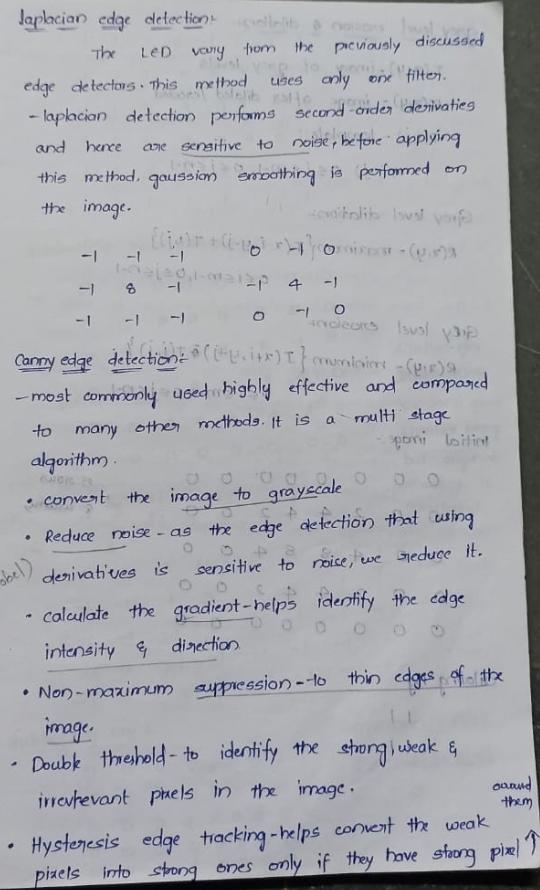 laplacian edge detection:-
The LED vary from the previously discussed
edge detectors. This method uses only one filter.
- laplacian detection performs second order derivaties
and hence are sensitive to noise, before applying
this method, gaussion smoothing is performed on
the image.
-1 -1 -1 0 -1 0
-1 8 -1 -1 4 -1
-1 -1 -1 0 -1 0
Canny edge detection:-
- most commonly used highly effective and compared
to many other methods. It is a multi stage
algorithm.
• convert the image to grayscale
• Reduce noise - as the edge detection that using
derivatives is sensitive to noise, we reduce it.
• calculate the gradient - helps identify the edge
intensity & direction
• Non-maximum suppression - to thin edges of the
image.
• Double threshold - to identify the strong, weak &
irrevhevant pixels in the image.
• Hysteresis edge tracking - helps convert the weak
pixels into strong ones only if they have strong pixel ↑
around
them